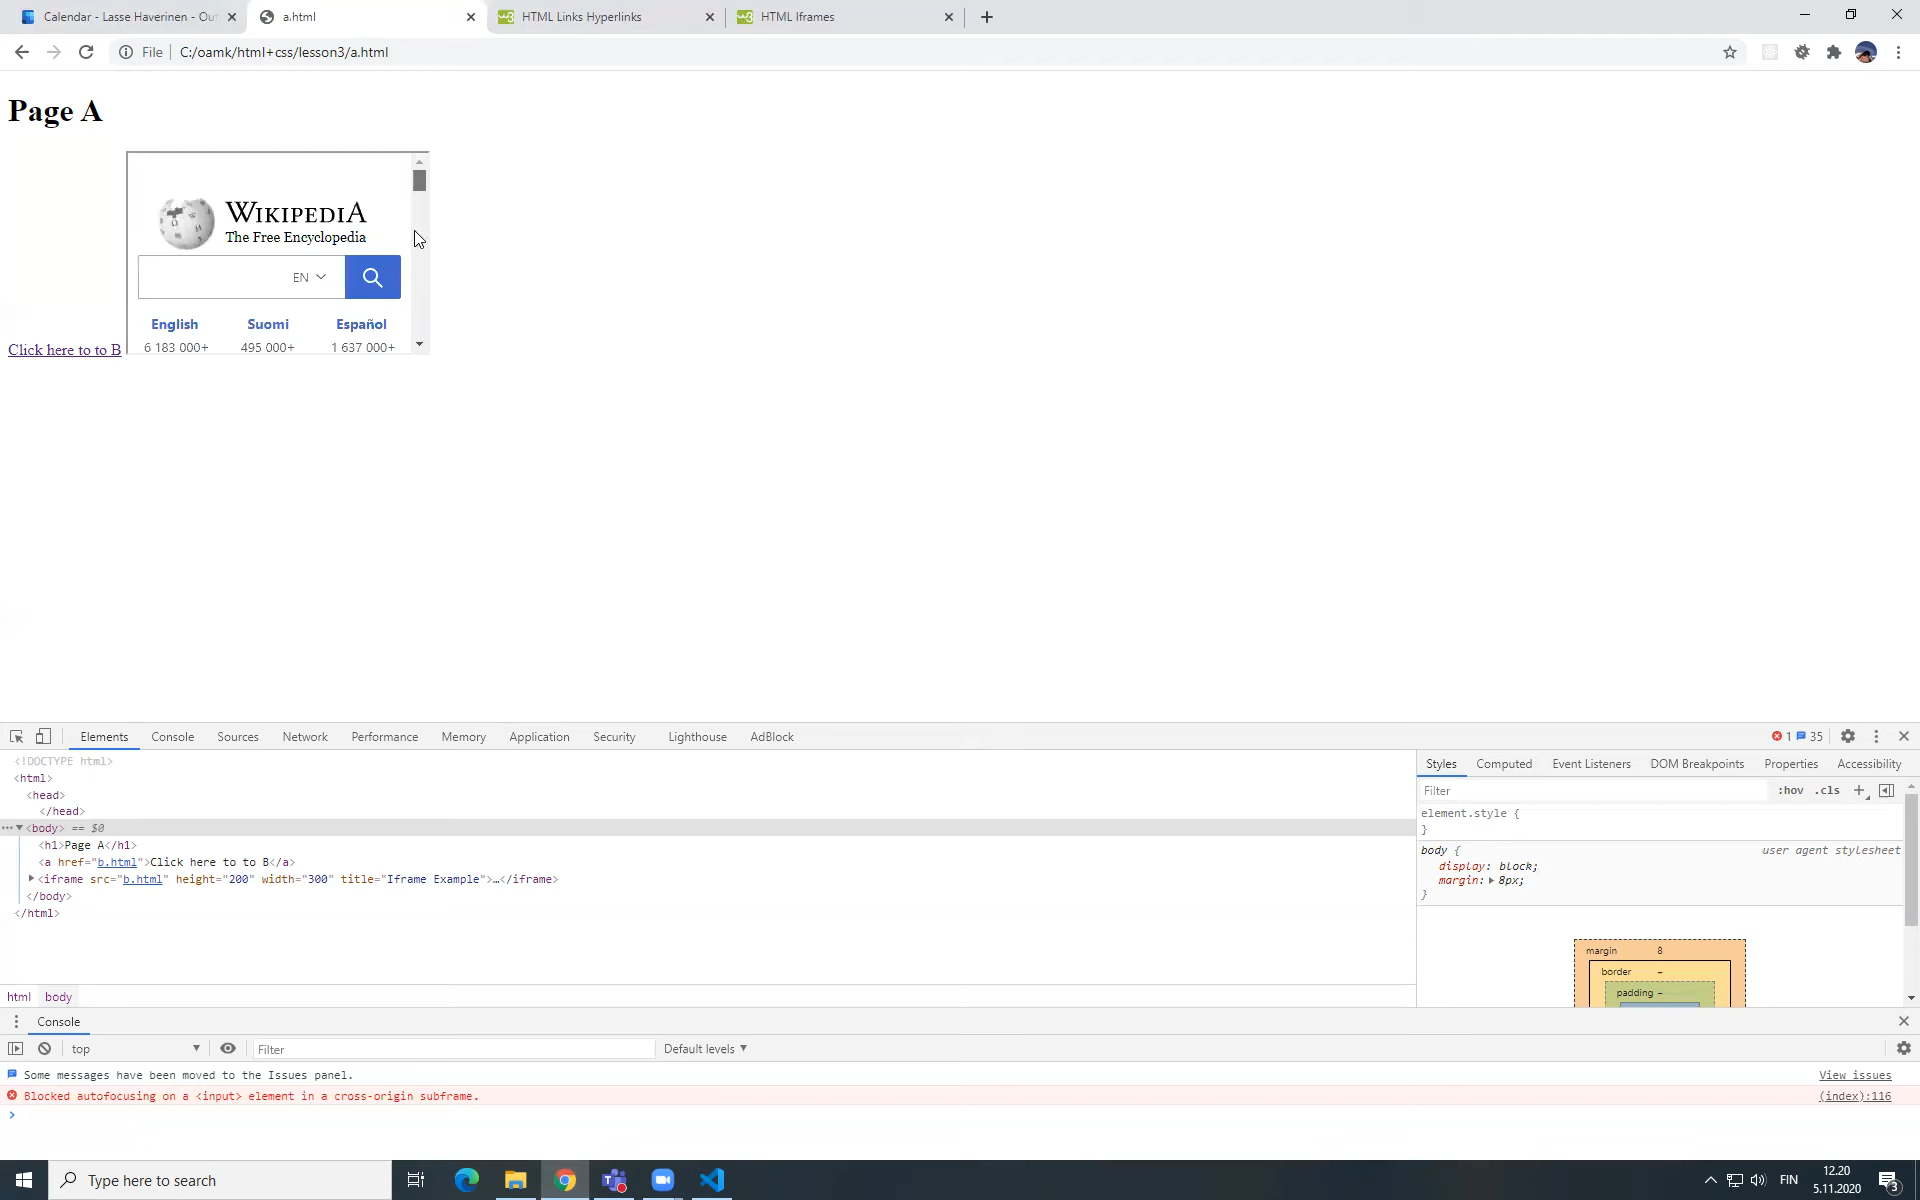 Calendar - Lasse Haverinen - Out
a.html
HTML Links Hyperlinks
HTML Iframes
File C:/oamk/html+css/lesson3/a.html
Page A
WIKIPEDIA
The Free Encyclopedia
EN
English Suomi Español
Click here to to B 6 183 000+ 495 000+ 1 637 000+
Elements Console Sources Network Performance Memory Application Security Lighthouse AdBlock 1 35
<!DOCTYPE html>
<html>
<head>
</head>
<body> == $0
<h1>Page A</h1>
<a href="b.html">Click here to to B</a>
<iframe src="b.html" height="200" width="300" title="Iframe Example">…</iframe>
</body>
</html>
html body
Styles Computed Event Listeners DOM Breakpoints Properties Accessibility
Filter :hov .cls
element.style {
}
body { user agent stylesheet
display: block;
margin: 8px;
}
margin 8
border –
padding –
Console
top Filter Default levels
Some messages have been moved to the Issues panel. View issues
Blocked autofocusing on a <input> element in a cross-origin subframe. (index):116
Type here to search
FIN
12.20
5.11.2020
3